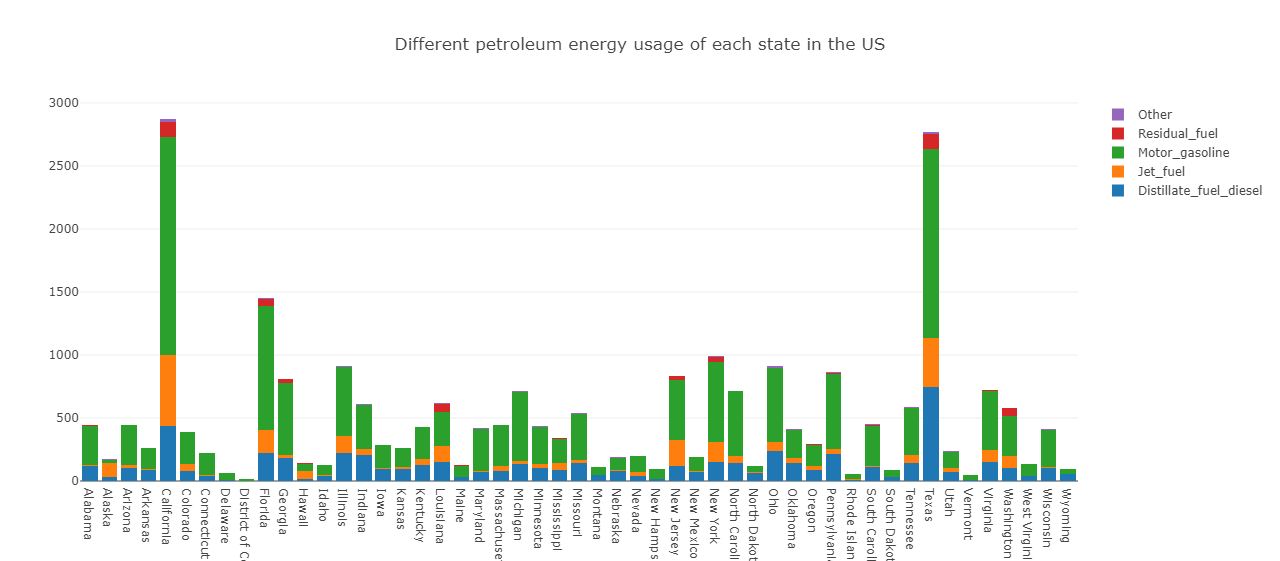 Different petroleum energy usage of each state in the US
3000
2500
2000
1500
1000
500
0
Other
Residual_fuel
Motor_gasoline
Jet_fuel
Distillate_fuel_diesel
Alabama
Alaska
Arizona
Arkansas
California
Colorado
Connecticut
Delaware
District of C
Florida
Georgia
Hawaii
Idaho
Illinois
Indiana
Iowa
Kansas
Kentucky
Louisiana
Maine
Maryland
Massachuse
Michigan
Minnesota
Mississippi
Missouri
Montana
Nebraska
Nevada
New Hamps
New Jersey
New Mexico
New York
North Caroli
North Dakot
Ohio
Oklahoma
Oregon
Pennsylvani
Rhode Islan
South Caroli
South Dakot
Tennessee
Texas
Utah
Vermont
Virginia
Washington
West Virgini
Wisconsin
Wyoming